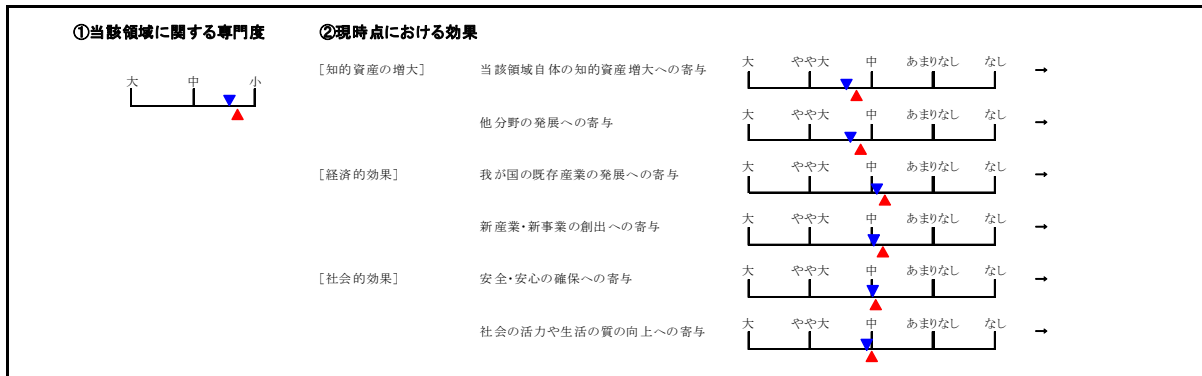 ①当該領域に関する専門度 ②現時点における効果
大 中 小
[知的資産の増大] 当該領域自体の知的資産増大への寄与 大 やや大 中 あまりなし なし →
他分野の発展への寄与 大 やや大 中 あまりなし なし →
[経済的効果] 我が国の既存産業の発展への寄与 大 やや大 中 あまりなし なし →
新産業・新事業の創出への寄与 大 やや大 中 あまりなし なし →
[社会的効果] 安全・安心の確保への寄与 大 やや大 中 あまりなし なし →
社会の活力や生活の質の向上への寄与 大 やや大 中 あまりなし なし →